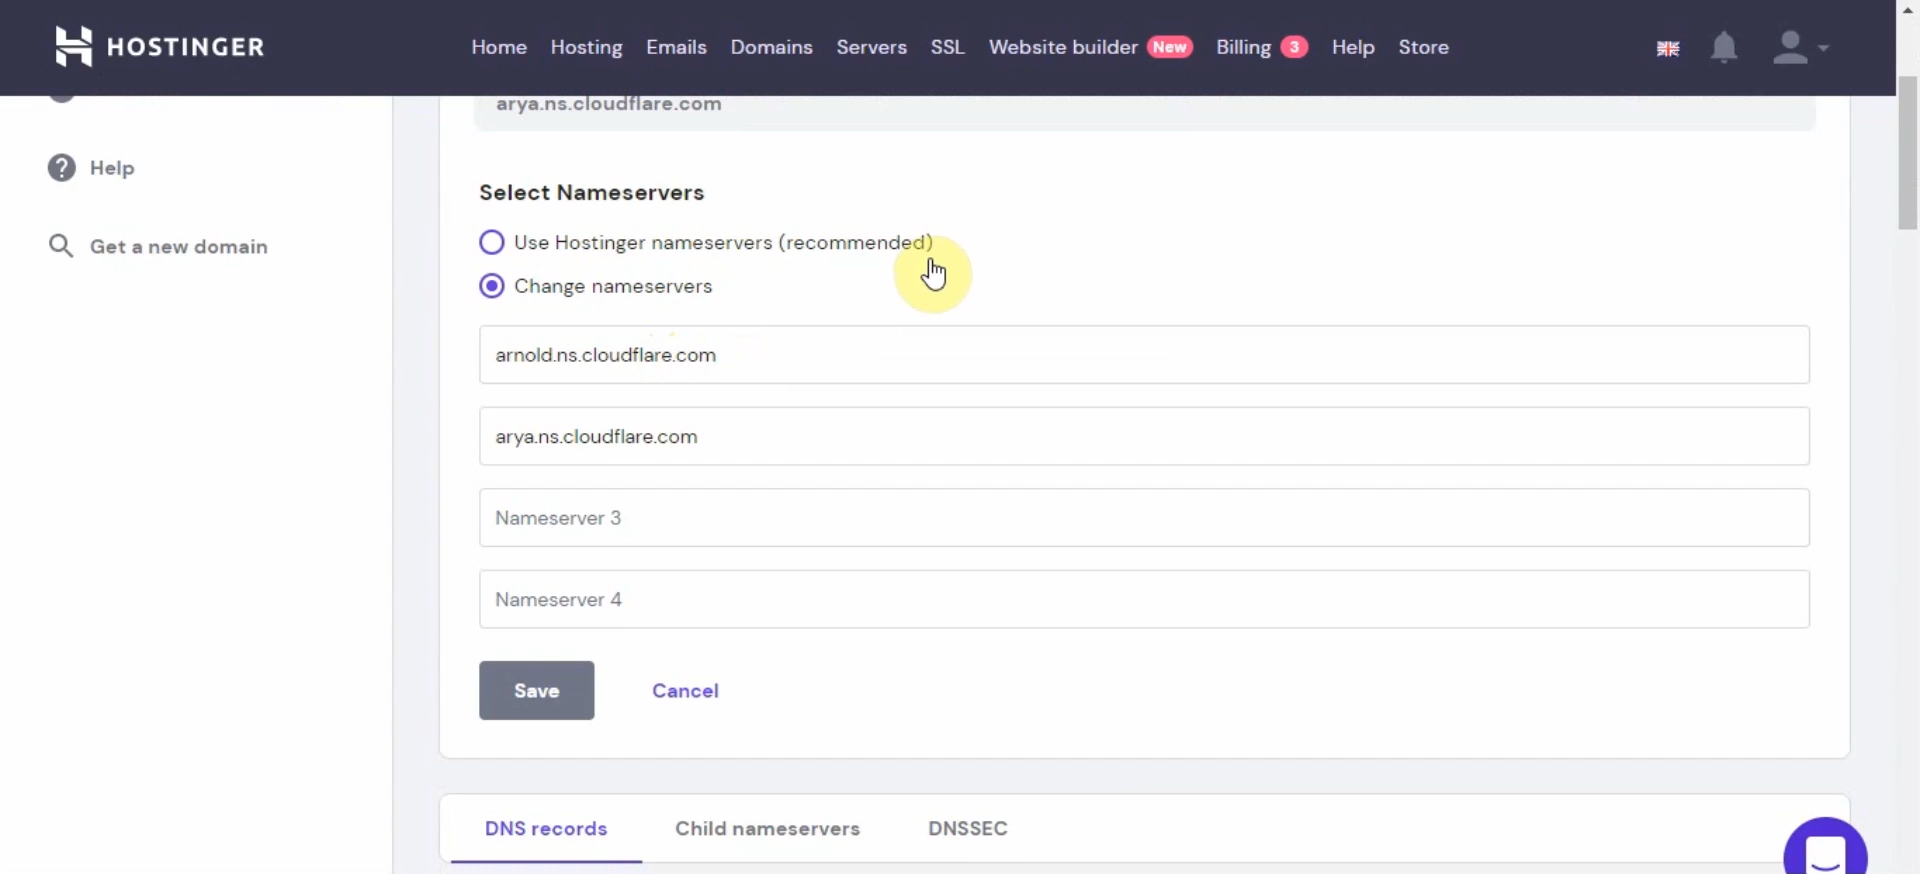 HOSTINGER
Home Hosting Emails Domains Servers SSL Website builder New Billing 3 Help Store
arya.ns.cloudflare.com
Help
Get a new domain
Select Nameservers
Use Hostinger nameservers (recommended)
Change nameservers
arnold.ns.cloudflare.com
arya.ns.cloudflare.com
Nameserver 3
Nameserver 4
Save Cancel
DNS records Child nameservers DNSSEC